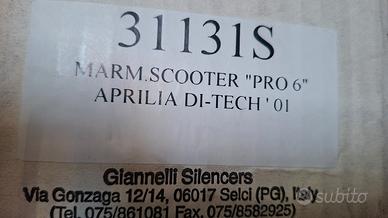 31131S
MARM.SCOOTER "PRO 6"
APRILIA DI-TECH ' 01
Giannelli Silencers
Via Gonzaga 12/14, 06017 Selci (PG), Italy
(Tel. 075/861081 Fax. 075/8582925)
subito